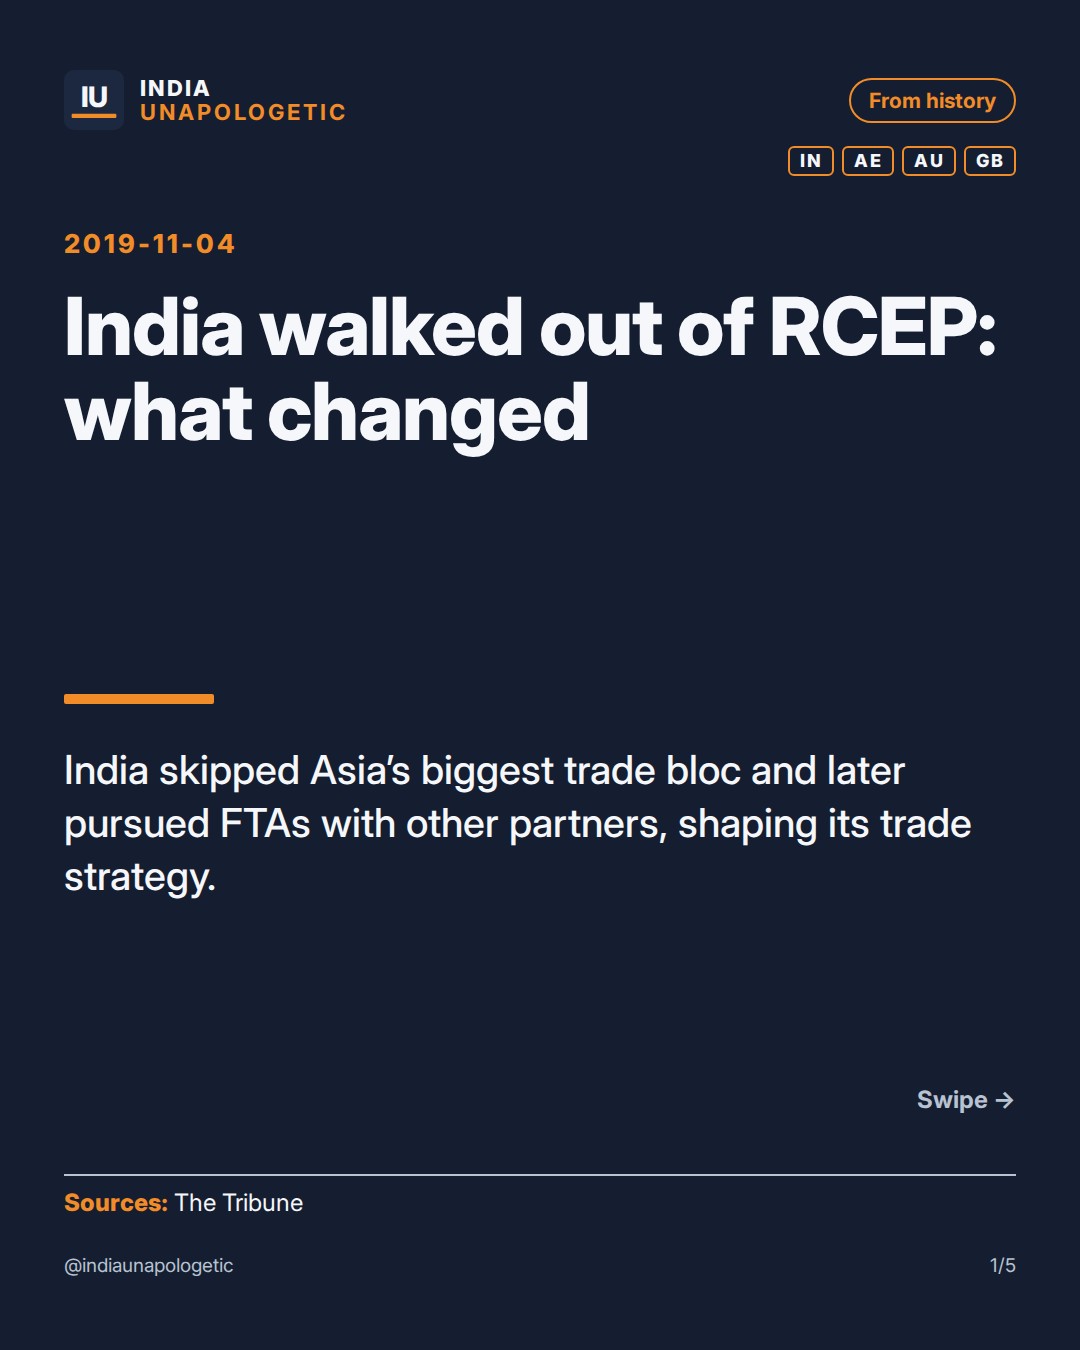 IU
INDIA
UNAPOLOGETIC
From history
IN AE AU GB
2019-11-04
India walked out of RCEP:
what changed
India skipped Asia’s biggest trade bloc and later
pursued FTAs with other partners, shaping its trade
strategy.
Swipe →
Sources: The Tribune
@indiaunapologetic
1/5